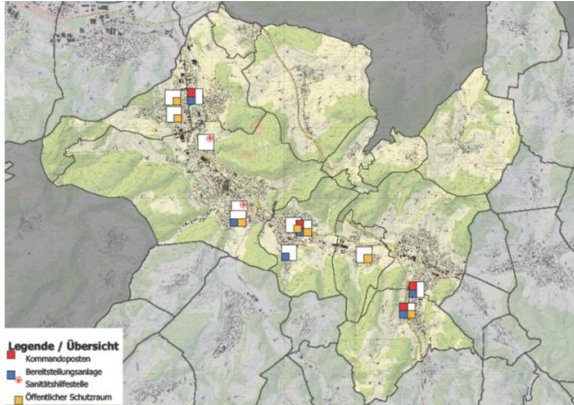 Legende / Übersicht
Kommandoposten
Bereitstellungsanlage
Sanitätshilfestelle
Öffentlicher Schutzraum